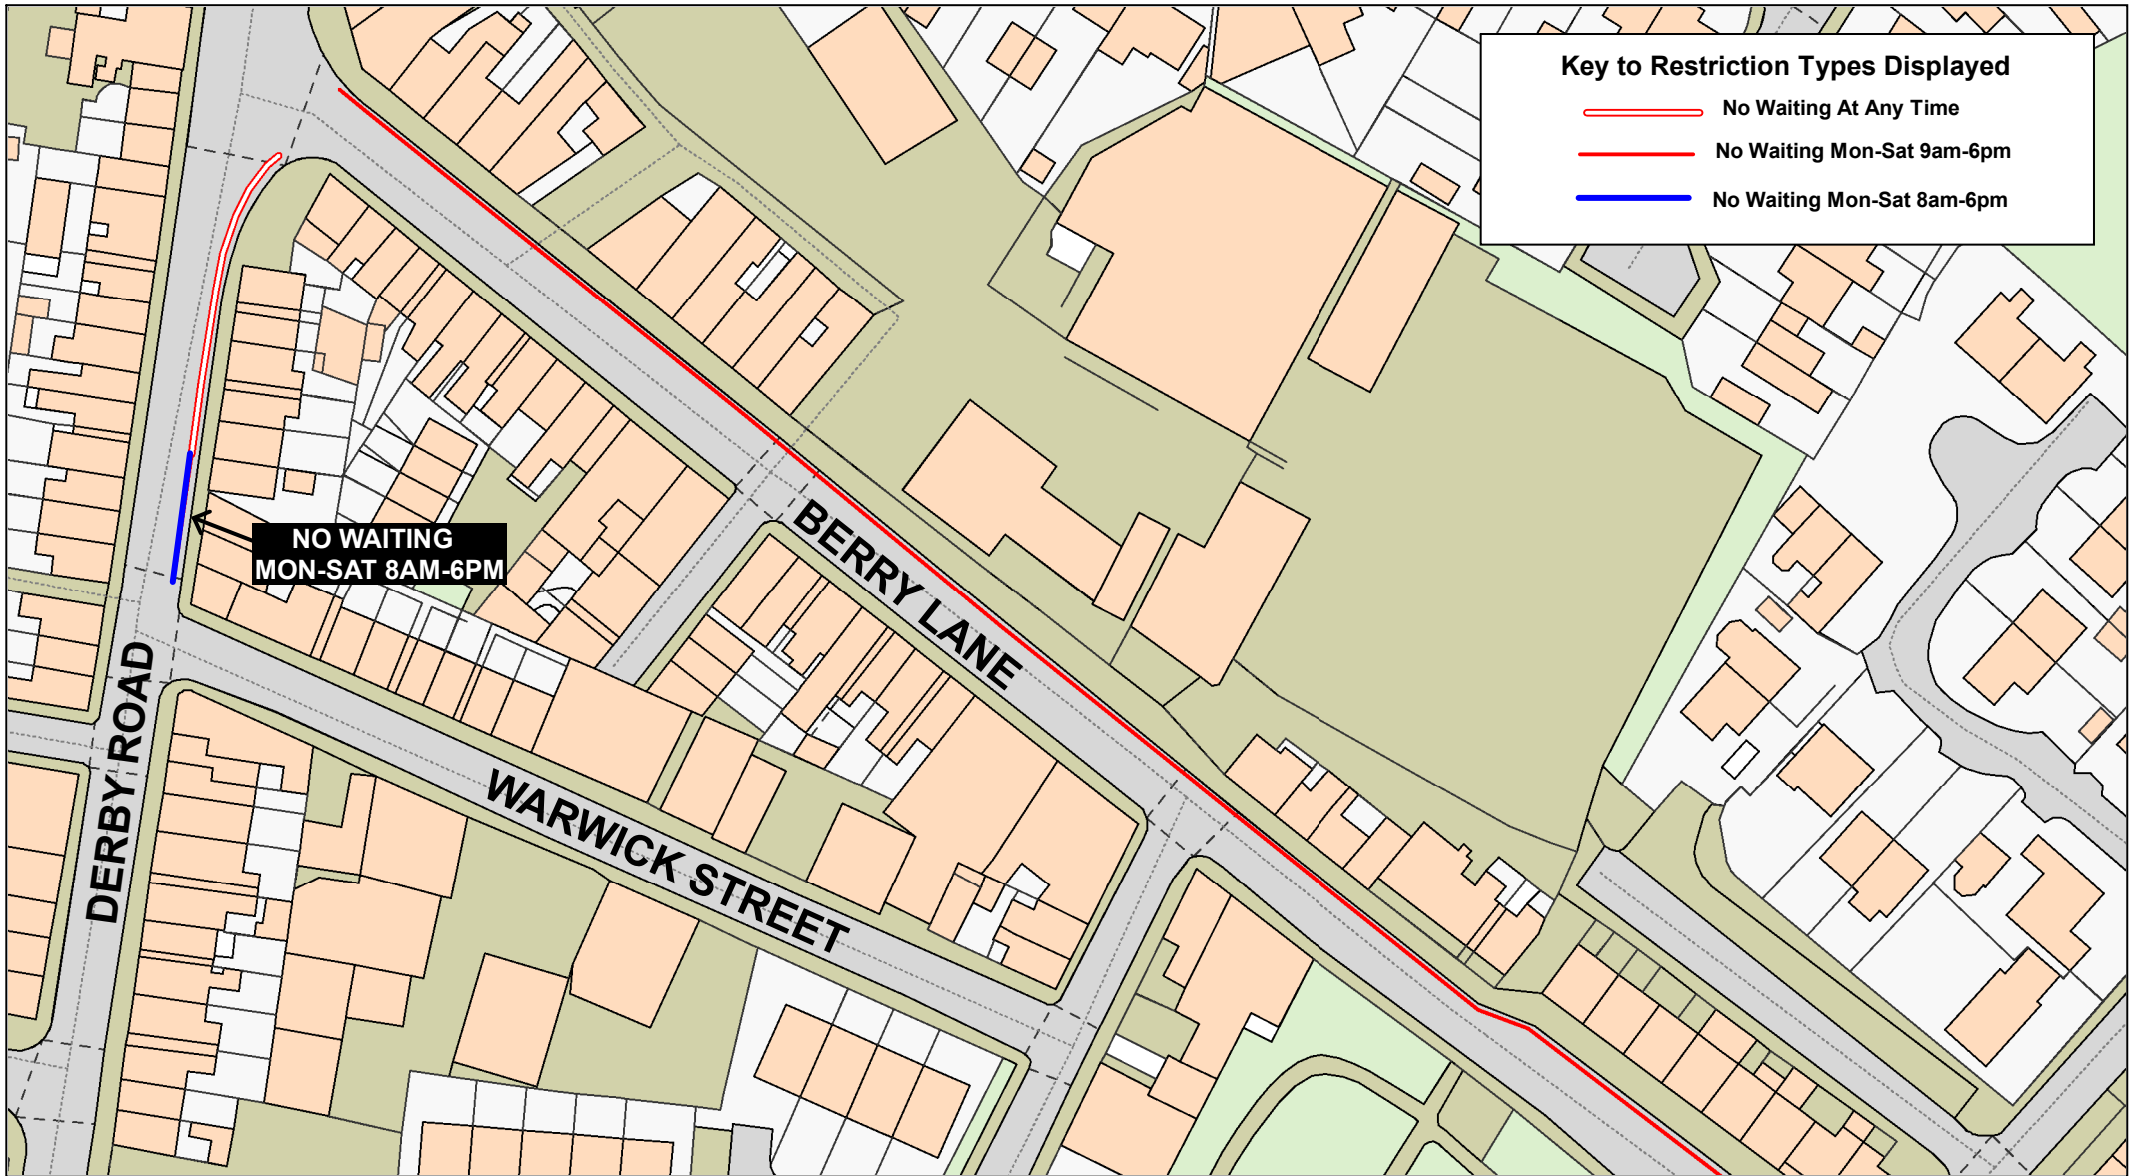 Key to Restriction Types Displayed
No Waiting At Any Time
No Waiting Mon-Sat 9am-6pm
No Waiting Mon-Sat 8am-6pm
NO WAITING
MON-SAT 8AM-6PM
BERRY LANE
DERBY ROAD
WARWICK STREET